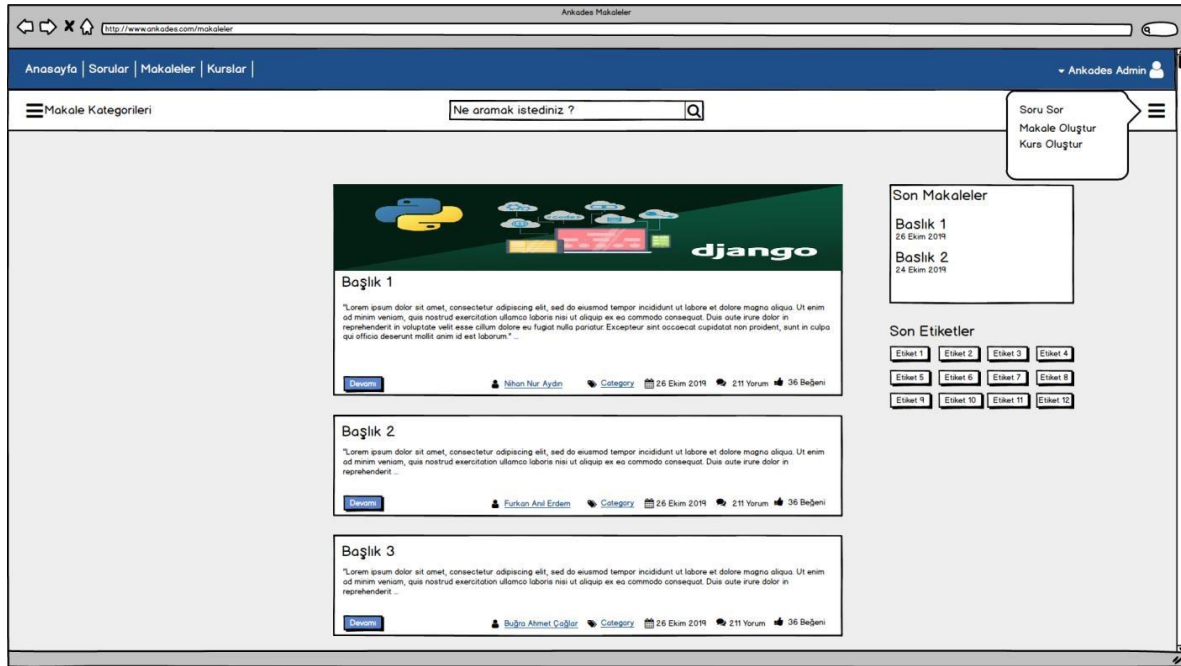 Ankades Makaleler
http://www.ankades.com/makaleler
Anasayfa | Sorular | Makaleler | Kurslar |
Ankades Admin
Makale Kategorileri
Ne aramak istediniz ?
Soru Sor
Makale Oluştur
Kurs Oluştur
django
Başlık 1
"Lorem ipsum dolor sit amet, consectetur adipiscing elit, sed do eiusmod tempor incididunt ut labore et dolore magna aliqua. Ut enim
ad minim veniam, quis nostrud exercitation ullamco laboris nisi ut aliquip ex ea commodo consequat. Duis aute irure dolor in
reprehenderit in voluptate velit esse cillum dolore eu fugiat nulla pariatur. Excepteur sint occaecat cupidatat non proident, sunt in culpa
qui officia deserunt mollit anim id est laborum." ...
Devamı
Nihan Nur Aydın Category 26 Ekim 2019 211 Yorum 36 Beğeni
Başlık 2
"Lorem ipsum dolor sit amet, consectetur adipiscing elit, sed do eiusmod tempor incididunt ut labore et dolore magna aliqua. Ut enim
ad minim veniam, quis nostrud exercitation ullamco laboris nisi ut aliquip ex ea commodo consequat. Duis aute irure dolor in
reprehenderit ...
Devamı
Furkan Anıl Erdem Category 26 Ekim 2019 211 Yorum 36 Beğeni
Başlık 3
"Lorem ipsum dolor sit amet, consectetur adipiscing elit, sed do eiusmod tempor incididunt ut labore et dolore magna aliqua. Ut enim
ad minim veniam, quis nostrud exercitation ullamco laboris nisi ut aliquip ex ea commodo consequat. Duis aute irure dolor in
reprehenderit ...
Devamı
Buğra Ahmet Çağlar Category 26 Ekim 2019 211 Yorum 36 Beğeni
Son Makaleler
Baslık 1
26 Ekim 2019
Baslık 2
24 Ekim 2019
Son Etiketler
Etiket 1 Etiket 2 Etiket 3 Etiket 4
Etiket 5 Etiket 6 Etiket 7 Etiket 8
Etiket 9 Etiket 10 Etiket 11 Etiket 12